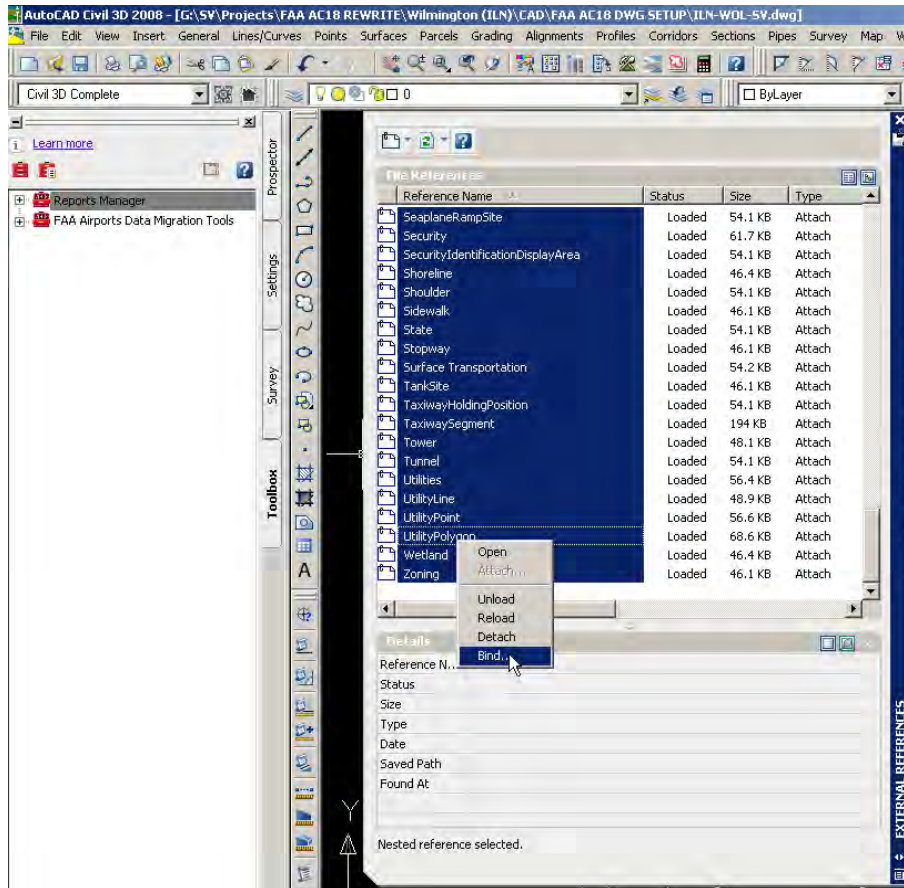 AutoCAD Civil 3D 2008 - [G:\SV\Projects\FAA AC18 REWRITE\Wilmington (ILN)\CAD\FAA AC18 DWG SETUP\ILN-WOL-SV.dwg]
File Edit View Insert General Lines/Curves Points Surfaces Parcels Grading Alignments Profiles Corridors Sections Pipes Survey Map
Civil 3D Complete 0 ByLayer
Learn more
Reports Manager
FAA Airports Data Migration Tools
Prospector
Settings
Survey
Toolbox
A
File References
Reference Name Status Size Type
SeaplaneRampSite Loaded 54.1 KB Attach
Security Loaded 61.7 KB Attach
SecurityIdentificationDisplayArea Loaded 54.1 KB Attach
Shoreline Loaded 46.4 KB Attach
Shoulder Loaded 54.1 KB Attach
Sidewalk Loaded 46.1 KB Attach
State Loaded 54.1 KB Attach
Stopway Loaded 46.1 KB Attach
Surface Transportation Loaded 54.2 KB Attach
TankSite Loaded 46.1 KB Attach
TaxiwayHoldingPosition Loaded 54.1 KB Attach
TaxiwaySegment Loaded 194 KB Attach
Tower Loaded 48.1 KB Attach
Tunnel Loaded 54.1 KB Attach
Utilities Loaded 56.4 KB Attach
UtilityLine Loaded 48.9 KB Attach
UtilityPoint Loaded 56.6 KB Attach
UtilityPolygon Loaded 68.6 KB Attach
Wetland Loaded 46.4 KB Attach
Zoning Loaded 46.1 KB Attach
Open
Attach...
Unload
Reload
Detach
Bind...
Details
Reference N...
Status
Size
Type
Date
Saved Path
Found At
Nested reference selected.
EXTERNAL REFERENCES
Y